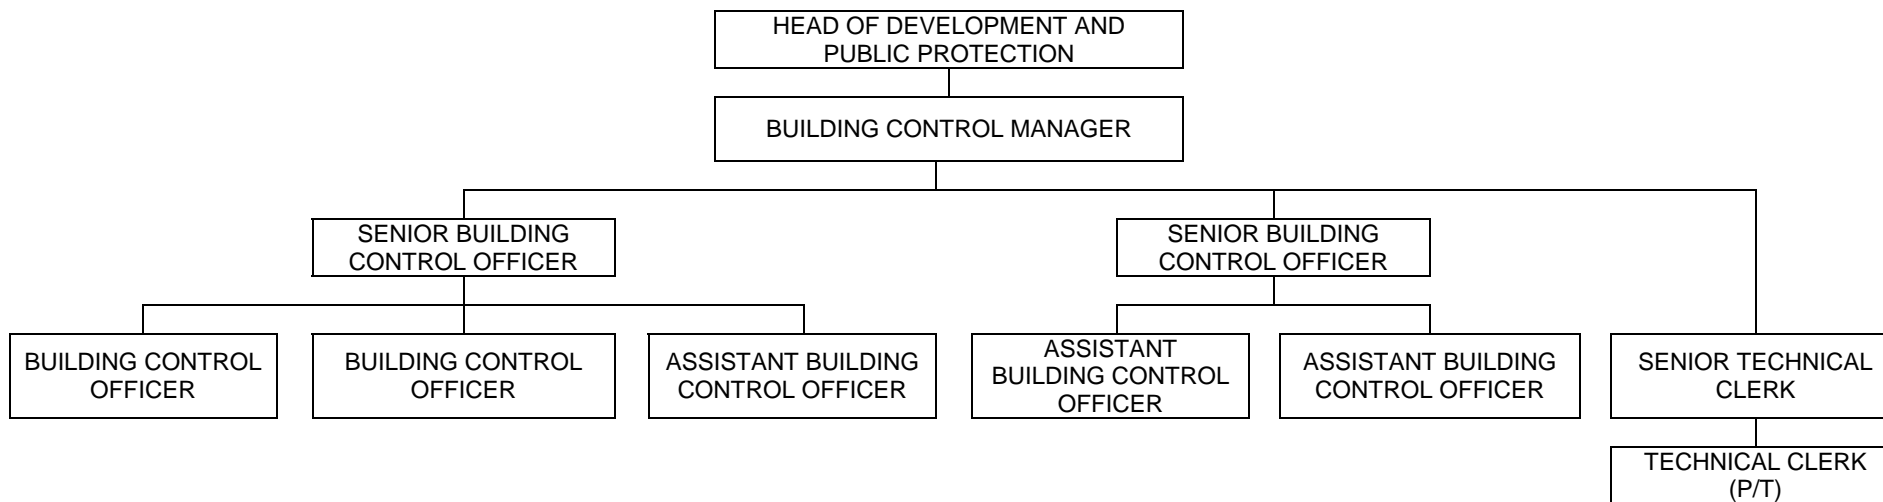 HEAD OF DEVELOPMENT AND
PUBLIC PROTECTION
BUILDING CONTROL MANAGER
SENIOR BUILDING
CONTROL OFFICER
SENIOR BUILDING
CONTROL OFFICER
BUILDING CONTROL
OFFICER
BUILDING CONTROL
OFFICER
ASSISTANT BUILDING
CONTROL OFFICER
ASSISTANT
BUILDING CONTROL
OFFICER
ASSISTANT BUILDING
CONTROL OFFICER
SENIOR TECHNICAL
CLERK
TECHNICAL CLERK
(P/T)